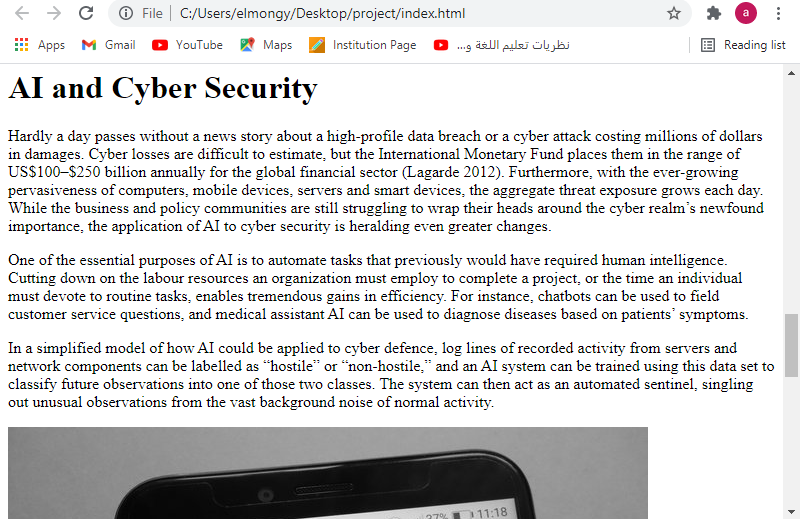 File | C:/Users/elmongy/Desktop/project/index.html a
Apps Gmail YouTube Maps Institution Page نظريات تعليم اللغة و... Reading list
AI and Cyber Security
Hardly a day passes without a news story about a high-profile data breach or a cyber attack costing millions of dollars
in damages. Cyber losses are difficult to estimate, but the International Monetary Fund places them in the range of
US$100–$250 billion annually for the global financial sector (Lagarde 2012). Furthermore, with the ever-growing
pervasiveness of computers, mobile devices, servers and smart devices, the aggregate threat exposure grows each day.
While the business and policy communities are still struggling to wrap their heads around the cyber realm’s newfound
importance, the application of AI to cyber security is heralding even greater changes.
One of the essential purposes of AI is to automate tasks that previously would have required human intelligence.
Cutting down on the labour resources an organization must employ to complete a project, or the time an individual
must devote to routine tasks, enables tremendous gains in efficiency. For instance, chatbots can be used to field
customer service questions, and medical assistant AI can be used to diagnose diseases based on patients’ symptoms.
In a simplified model of how AI could be applied to cyber defence, log lines of recorded activity from servers and
network components can be labelled as “hostile” or “non-hostile,” and an AI system can be trained using this data set to
classify future observations into one of those two classes. The system can then act as an automated sentinel, singling
out unusual observations from the vast background noise of normal activity.
27% 11:18